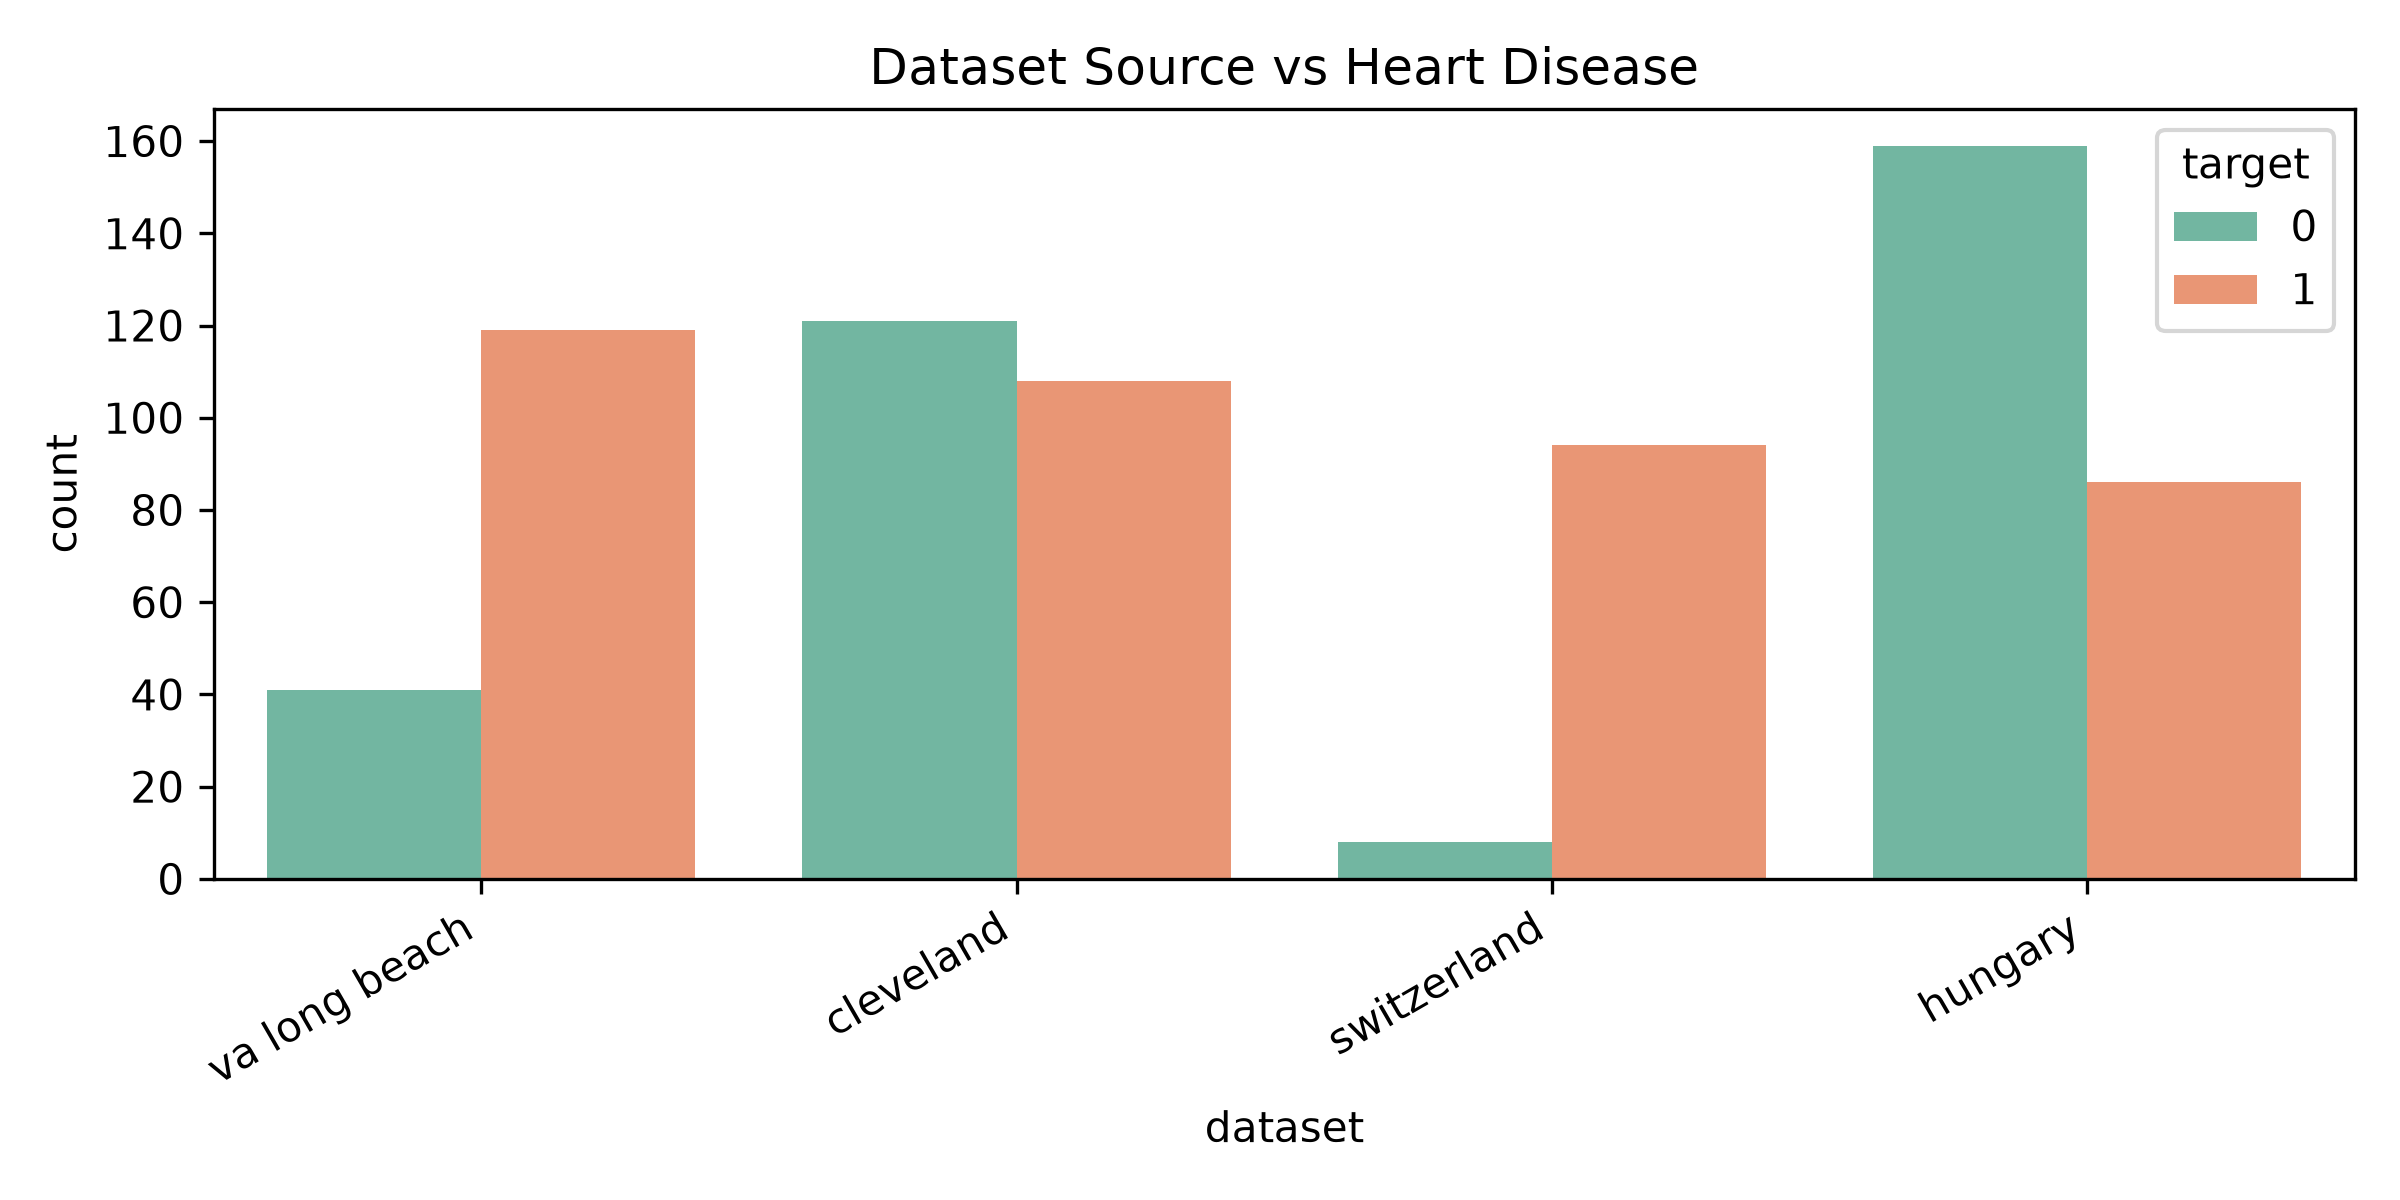 Dataset Source vs Heart Disease
160
140
120
100
80
60
40
20
0
count
target
0
1
va long beach
cleveland
switzerland
hungary
dataset